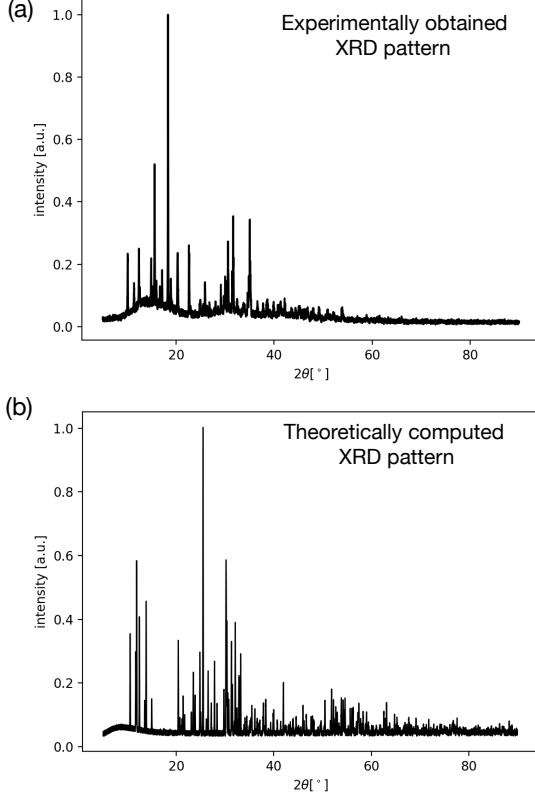 (a)
Experimentally obtained
XRD pattern
1.0
0.8
0.6
0.4
0.2
0.0
intensity [a.u.]
20
40
60
80
2θ[°]
(b)
Theoretically computed
XRD pattern
1.0
0.8
0.6
0.4
0.2
0.0
intensity [a.u.]
20
40
60
80
2θ[°]